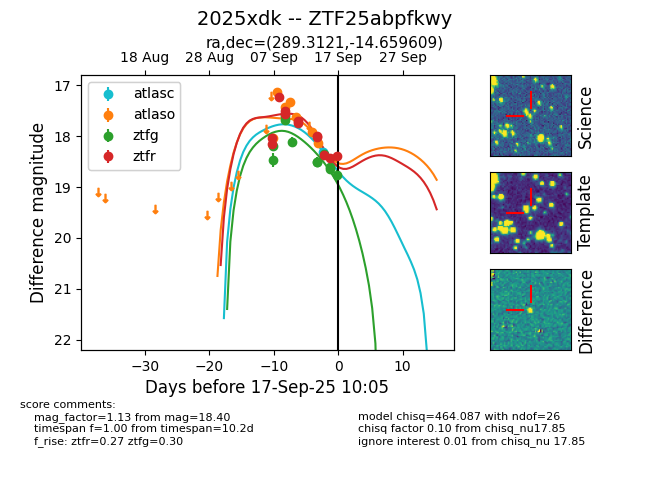 2025xdk -- ZTF25abpfkwy
ra,dec=(289.3121,-14.659609)
18 Aug 28 Aug 07 Sep 17 Sep 27 Sep
atlasc
atlaso
ztfg
ztfr
17
18
19
20
21
22
Difference magnitude
−30 −20 −10 0 10
Days before 17-Sep-25 10:05
Science
Template
Difference
score comments:
mag_factor=1.13 from mag=18.40
timespan f=1.00 from timespan=10.2d
f_rise: ztfr=0.27 ztfg=0.30
model chisq=464.087 with ndof=26
chisq factor 0.10 from chisq_nu17.85
ignore interest 0.01 from chisq_nu 17.85